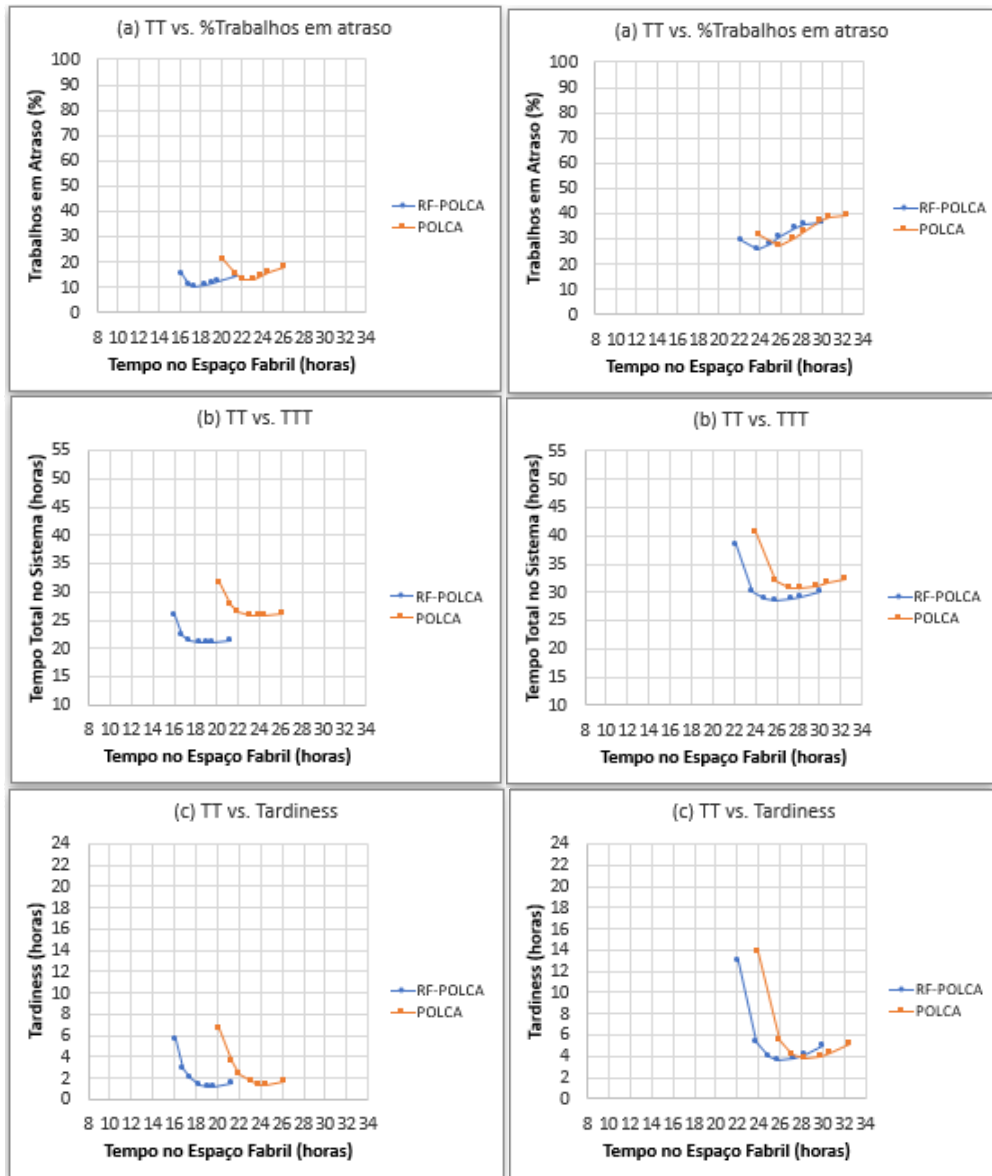 (a) TT vs. %Trabalhos em atraso
Trabalhos em Atraso (%)
100
90
80
70
60
50
40
30
20
10
0
8 10 12 14 16 18 20 22 24 26 28 30 32 34
Tempo no Espaço Fabril (horas)
RF-POLCA
POLCA
(a) TT vs. %Trabalhos em atraso
Trabalhos em Atraso (%)
100
90
80
70
60
50
40
30
20
10
0
8 10 12 14 16 18 20 22 24 26 28 30 32 34
Tempo no Espaço Fabril (horas)
RF-POLCA
POLCA
(b) TT vs. TTT
Tempo Total no Sistema (horas)
55
50
45
40
35
30
25
20
15
10
8 10 12 14 16 18 20 22 24 26 28 30 32 34
Tempo no Espaço Fabril (horas)
RF-POLCA
POLCA
(b) TT vs. TTT
Tempo Total no Sistema (horas)
55
50
45
40
35
30
25
20
15
10
8 10 12 14 16 18 20 22 24 26 28 30 32 34
Tempo no Espaço Fabril (horas)
RF-POLCA
POLCA
(c) TT vs. Tardiness
Tardiness (horas)
24
22
20
18
16
14
12
10
8
6
4
2
0
8 10 12 14 16 18 20 22 24 26 28 30 32 34
Tempo no Espaço Fabril (horas)
RF-POLCA
POLCA
(c) TT vs. Tardiness
Tardiness (horas)
24
22
20
18
16
14
12
10
8
6
4
2
0
8 10 12 14 16 18 20 22 24 26 28 30 32 34
Tempo no Espaço Fabril (horas)
RF-POLCA
POLCA